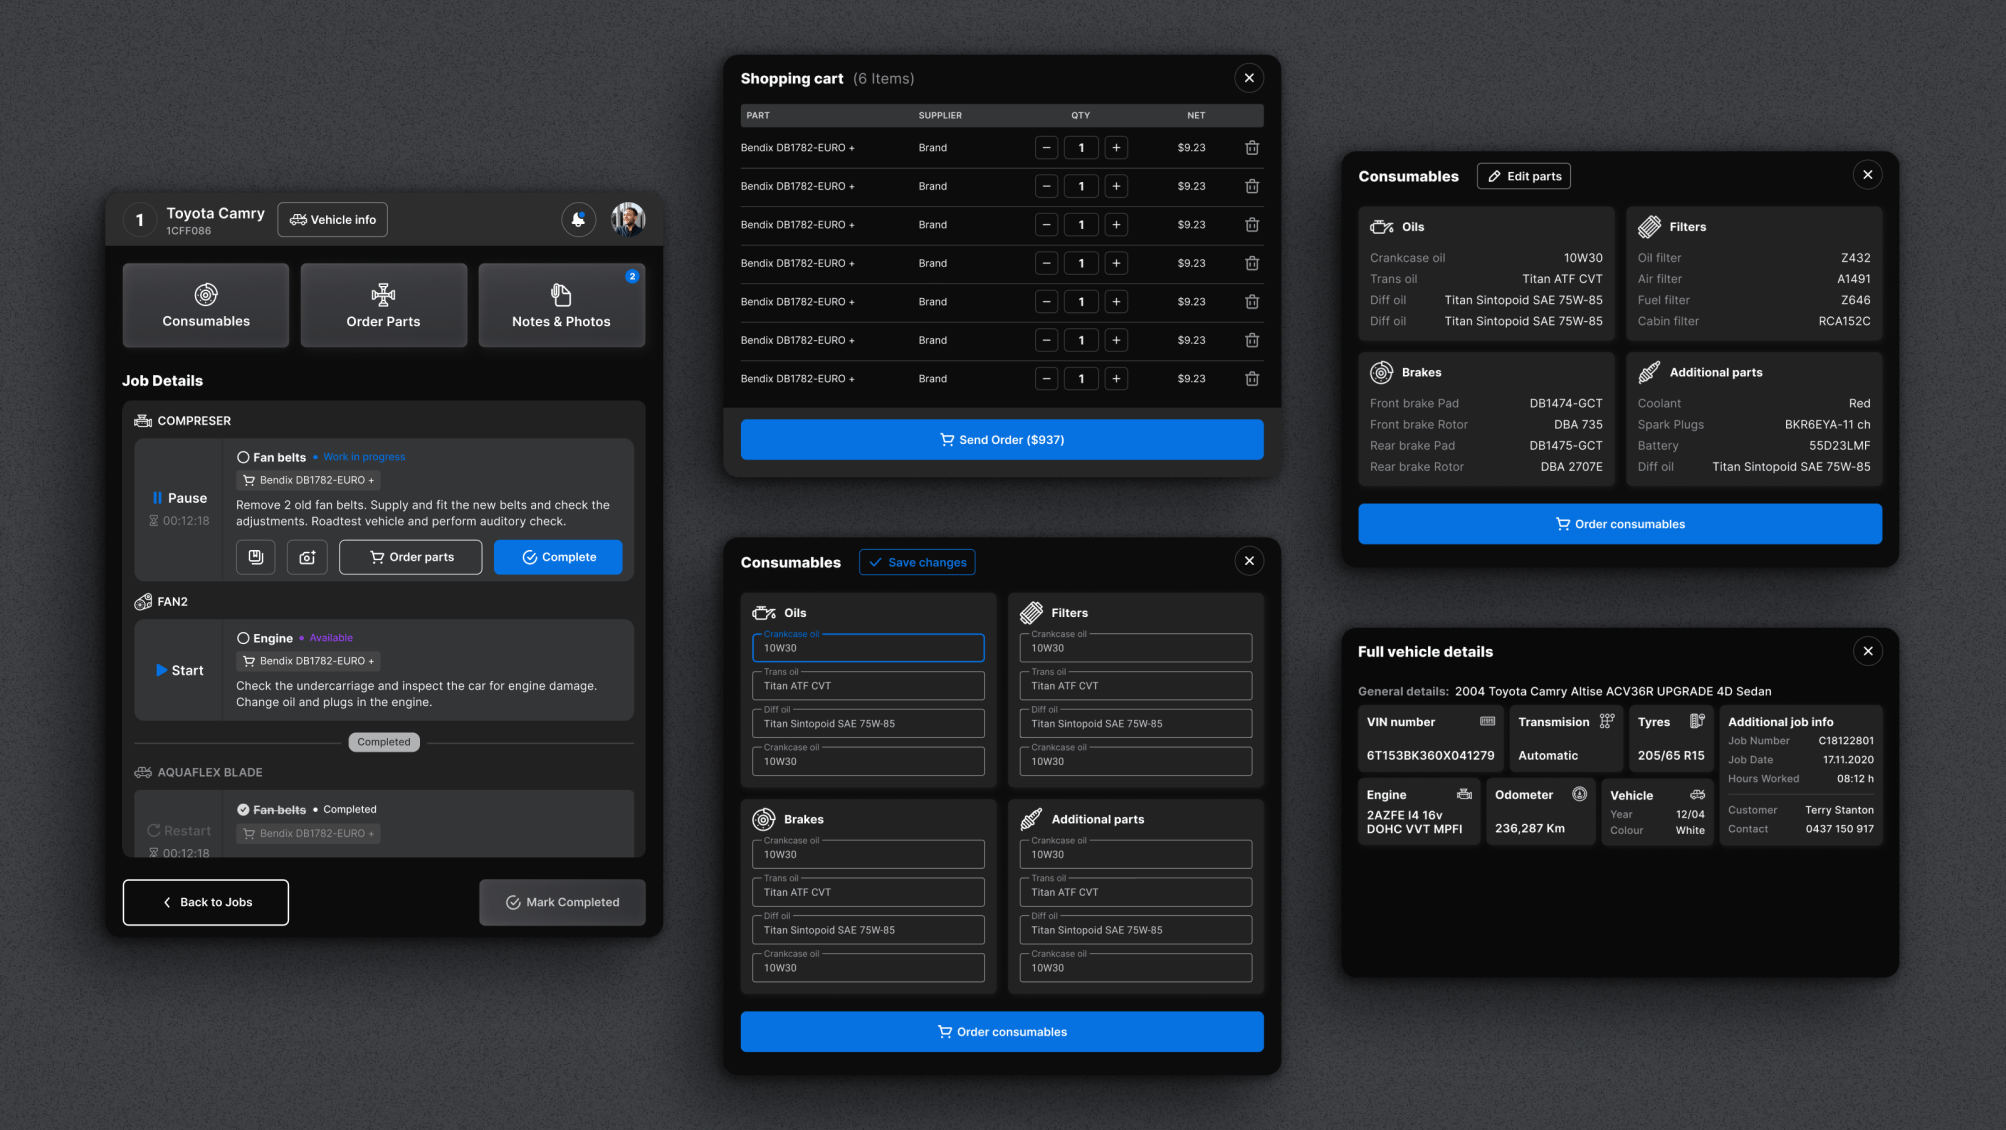 1
Toyota Camry
1CFF086
Vehicle info
Consumables
Order Parts
Notes & Photos
2
Job Details
COMPRESER
Pause
00:12:18
Fan belts • Work in progress
Bendix DB1782-EURO +
Remove 2 old fan belts. Supply and fit the new belts and check the
adjustments. Roadtest vehicle and perform auditory check.
Order parts
Complete
FAN2
Start
Engine • Available
Bendix DB1782-EURO +
Check the undercarriage and inspect the car for engine damage.
Change oil and plugs in the engine.
Completed
AQUAFLEX BLADE
Restart
00:12:18
Fan belts • Completed
Bendix DB1782-EURO +
Back to Jobs
Mark Completed
Shopping cart (6 Items)
PART SUPPLIER QTY NET
Bendix DB1782-EURO + Brand − 1 + $9.23
Bendix DB1782-EURO + Brand − 1 + $9.23
Bendix DB1782-EURO + Brand − 1 + $9.23
Bendix DB1782-EURO + Brand − 1 + $9.23
Bendix DB1782-EURO + Brand − 1 + $9.23
Bendix DB1782-EURO + Brand − 1 + $9.23
Bendix DB1782-EURO + Brand − 1 + $9.23
Send Order ($937)
Consumables
Save changes
Oils
Crankcase oil
10W30
Trans oil
Titan ATF CVT
Diff oil
Titan Sintopoid SAE 75W-85
Crankcase oil
10W30
Filters
Crankcase oil
10W30
Trans oil
Titan ATF CVT
Diff oil
Titan Sintopoid SAE 75W-85
Crankcase oil
10W30
Brakes
Crankcase oil
10W30
Trans oil
Titan ATF CVT
Diff oil
Titan Sintopoid SAE 75W-85
Crankcase oil
10W30
Additional parts
Crankcase oil
10W30
Trans oil
Titan ATF CVT
Diff oil
Titan Sintopoid SAE 75W-85
Crankcase oil
10W30
Order consumables
Consumables
Edit parts
Oils
Crankcase oil 10W30
Trans oil Titan ATF CVT
Diff oil Titan Sintopoid SAE 75W-85
Diff oil Titan Sintopoid SAE 75W-85
Filters
Oil filter Z432
Air filter A1491
Fuel filter Z646
Cabin filter RCA152C
Brakes
Front brake Pad DB1474-GCT
Front brake Rotor DBA 735
Rear brake Pad DB1475-GCT
Rear brake Rotor DBA 2707E
Additional parts
Coolant Red
Spark Plugs BKR6EYA-11 ch
Battery 55D23LMF
Diff oil Titan Sintopoid SAE 75W-85
Order consumables
Full vehicle details
General details: 2004 Toyota Camry Altise ACV36R UPGRADE 4D Sedan
VIN number
6T153BK360X041279
Transmision
Automatic
Tyres
205/65 R15
Engine
2AZFE I4 16v
DOHC VVT MPFI
Odometer
236,287 Km
Vehicle
Year 12/04
Colour White
Additional job info
Job Number C18122801
Job Date 17.11.2020
Hours Worked 08:12 h
Customer Terry Stanton
Contact 0437 150 917